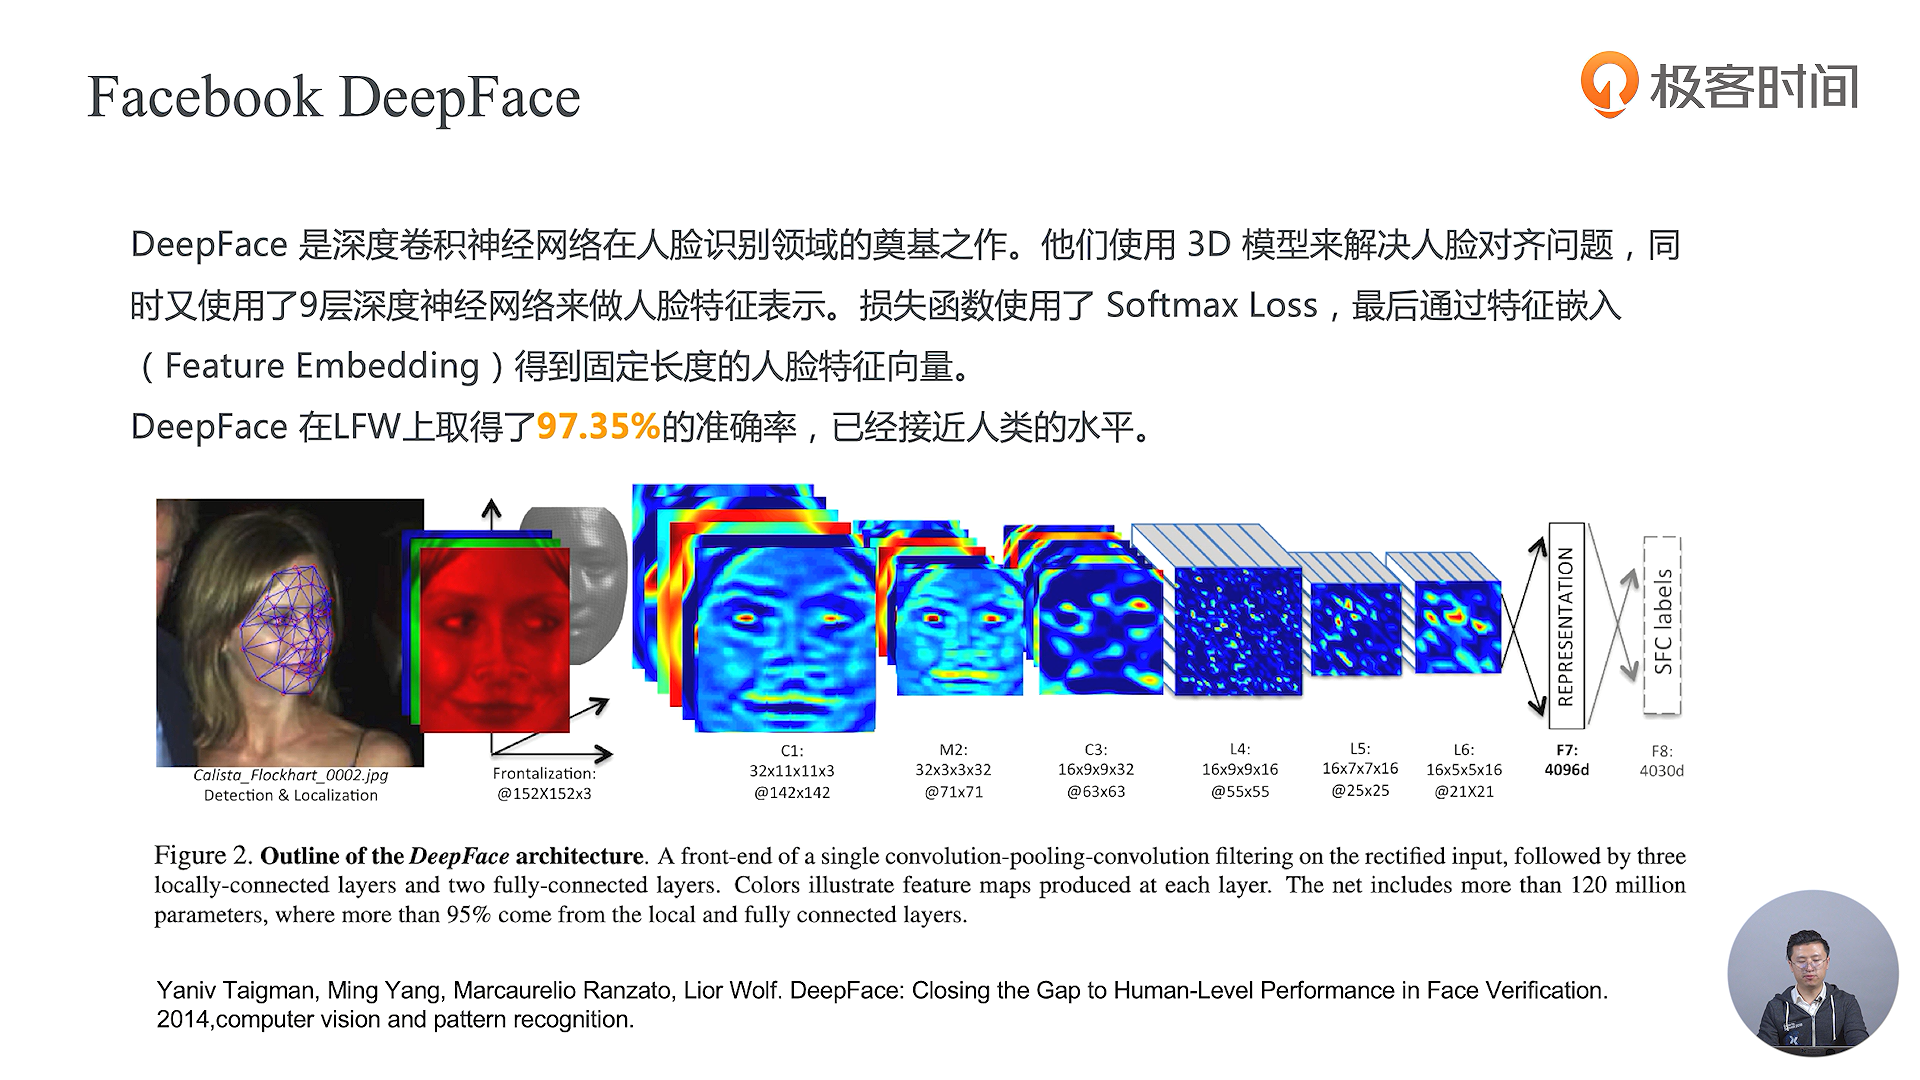 Facebook DeepFace
极客时间
DeepFace 是深度卷积神经网络在人脸识别领域的奠基之作。他们使用 3D 模型来解决人脸对齐问题，同
时又使用了9层深度神经网络来做人脸特征表示。损失函数使用了 Softmax Loss，最后通过特征嵌入
（Feature Embedding）得到固定长度的人脸特征向量。
DeepFace 在LFW上取得了97.35%的准确率，已经接近人类的水平。
Calista_Flockhart_0002.jpg
Detection & Localization
Frontalization:
@152X152x3
C1:
32x11x11x3
@142x142
M2:
32x3x3x32
@71x71
C3:
16x9x9x32
@63x63
L4:
16x9x9x16
@55x55
L5:
16x7x7x16
@25x25
L6:
16x5x5x16
@21X21
REPRESENTATION
F7:
4096d
SFC labels
F8:
4030d
Figure 2. Outline of the DeepFace architecture. A front-end of a single convolution-pooling-convolution filtering on the rectified input, followed by three
locally-connected layers and two fully-connected layers. Colors illustrate feature maps produced at each layer. The net includes more than 120 million
parameters, where more than 95% come from the local and fully connected layers.
Yaniv Taigman, Ming Yang, Marcaurelio Ranzato, Lior Wolf. DeepFace: Closing the Gap to Human-Level Performance in Face Verification.
2014,computer vision and pattern recognition.